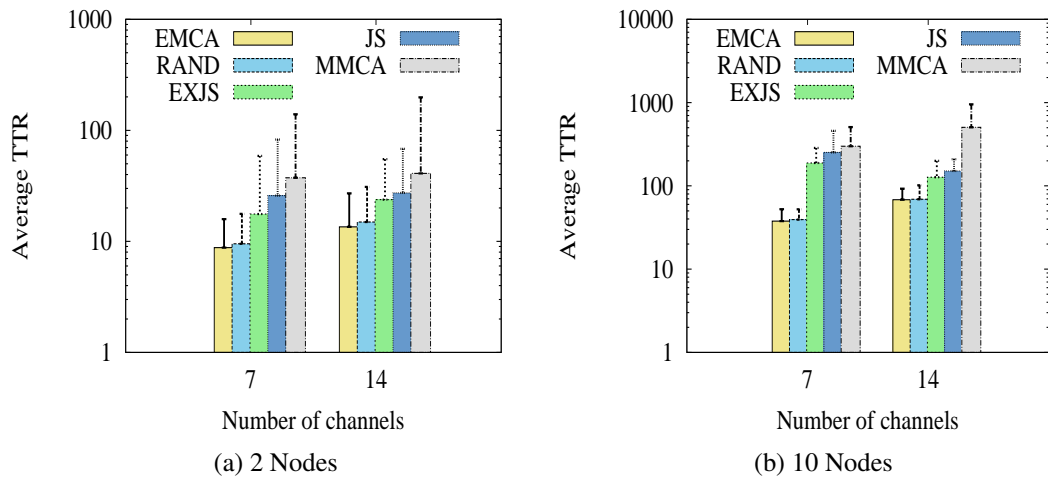 1000
100
10
1
Average TTR
EMCA
RAND
EXJS
JS
MMCA
7
14
Number of channels
(a) 2 Nodes
10000
1000
100
10
1
Average TTR
EMCA
RAND
EXJS
JS
MMCA
7
14
Number of channels
(b) 10 Nodes